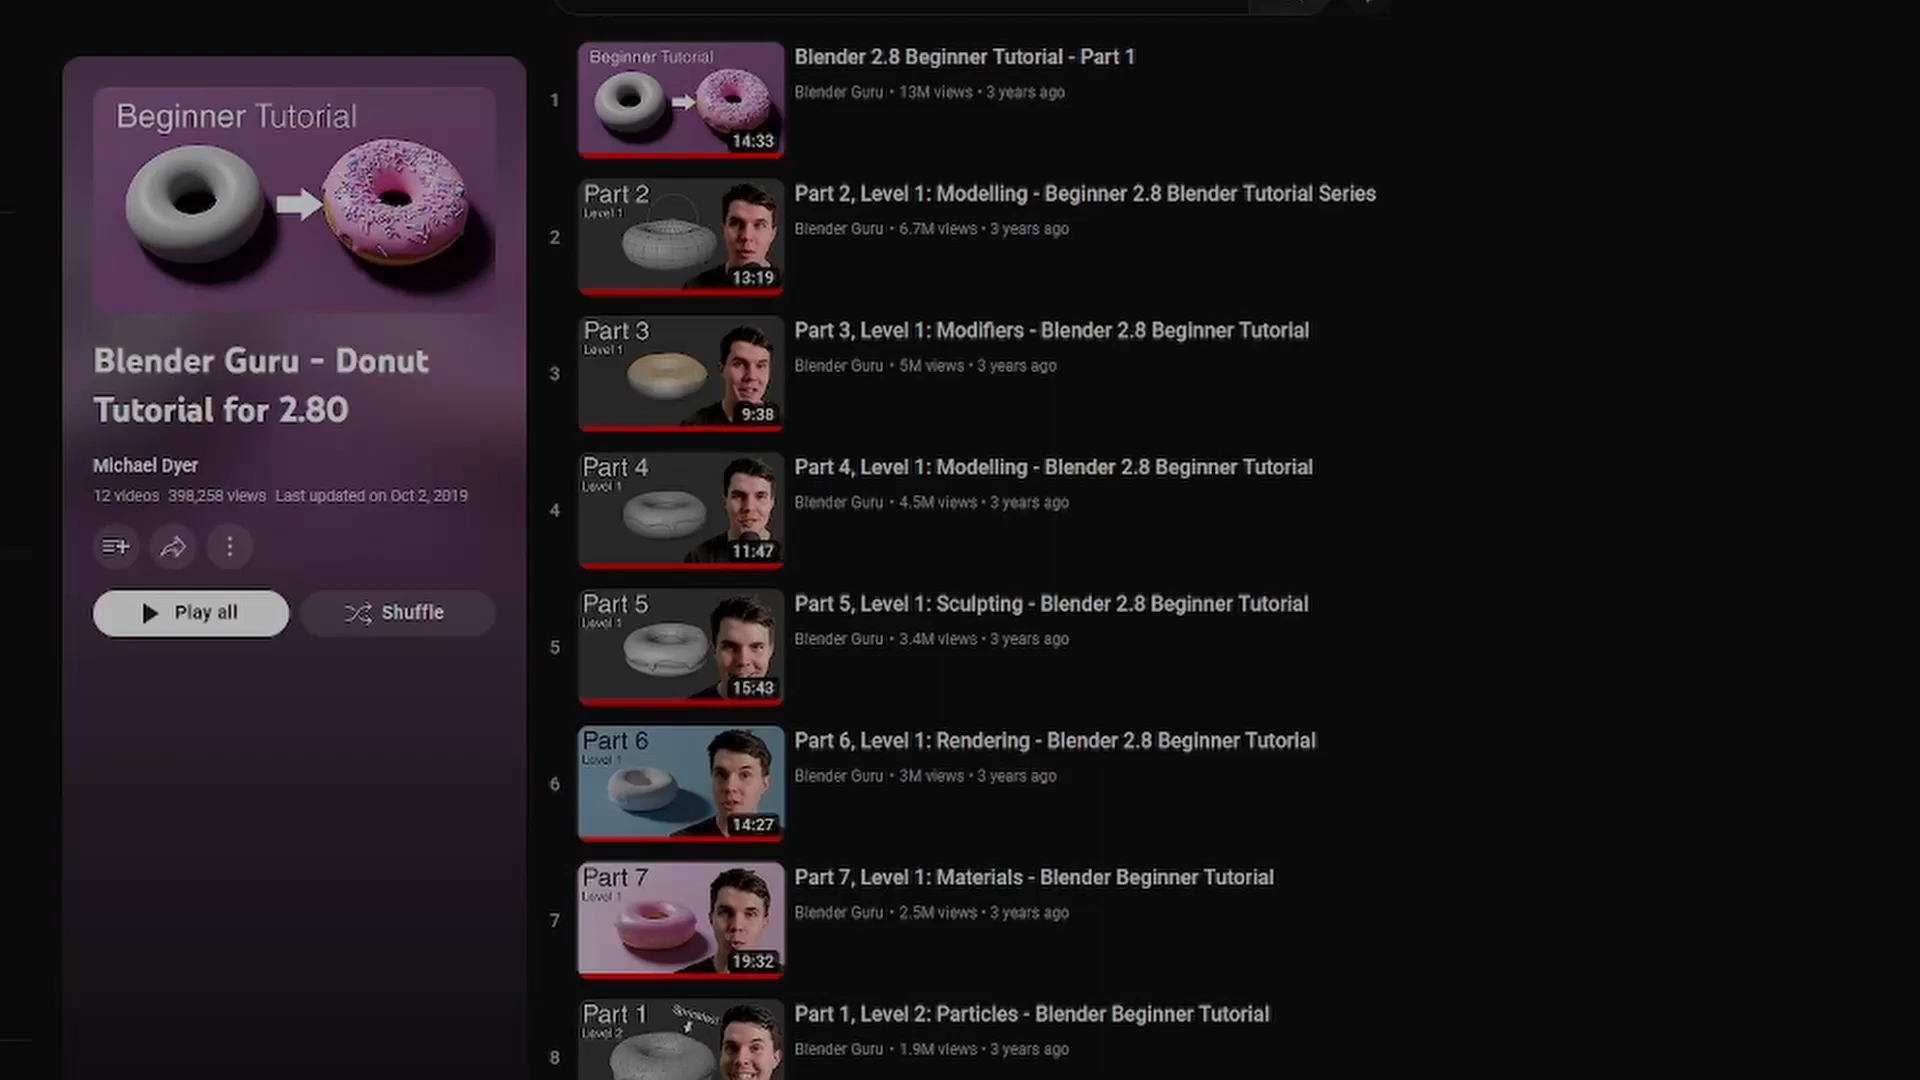 Beginner Tutorial
Blender Guru - Donut
Tutorial for 2.80
Michael Dyer
12 videos 398,258 views Last updated on Oct 2, 2019
Play all
Shuffle
1
Beginner Tutorial
14:33
Blender 2.8 Beginner Tutorial - Part 1
Blender Guru • 13M views • 3 years ago
2
Part 2
Level 1
13:19
Part 2, Level 1: Modelling - Beginner 2.8 Blender Tutorial Series
Blender Guru • 6.7M views • 3 years ago
3
Part 3
Level 1
9:38
Part 3, Level 1: Modifiers - Blender 2.8 Beginner Tutorial
Blender Guru • 5M views • 3 years ago
4
Part 4
Level 1
11:47
Part 4, Level 1: Modelling - Blender 2.8 Beginner Tutorial
Blender Guru • 4.5M views • 3 years ago
5
Part 5
Level 1
15:43
Part 5, Level 1: Sculpting - Blender 2.8 Beginner Tutorial
Blender Guru • 3.4M views • 3 years ago
6
Part 6
Level 1
14:27
Part 6, Level 1: Rendering - Blender 2.8 Beginner Tutorial
Blender Guru • 3M views • 3 years ago
7
Part 7
Level 1
19:32
Part 7, Level 1: Materials - Blender Beginner Tutorial
Blender Guru • 2.5M views • 3 years ago
8
Part 1
Level 2
Sprinkles!
Part 1, Level 2: Particles - Blender Beginner Tutorial
Blender Guru • 1.9M views • 3 years ago